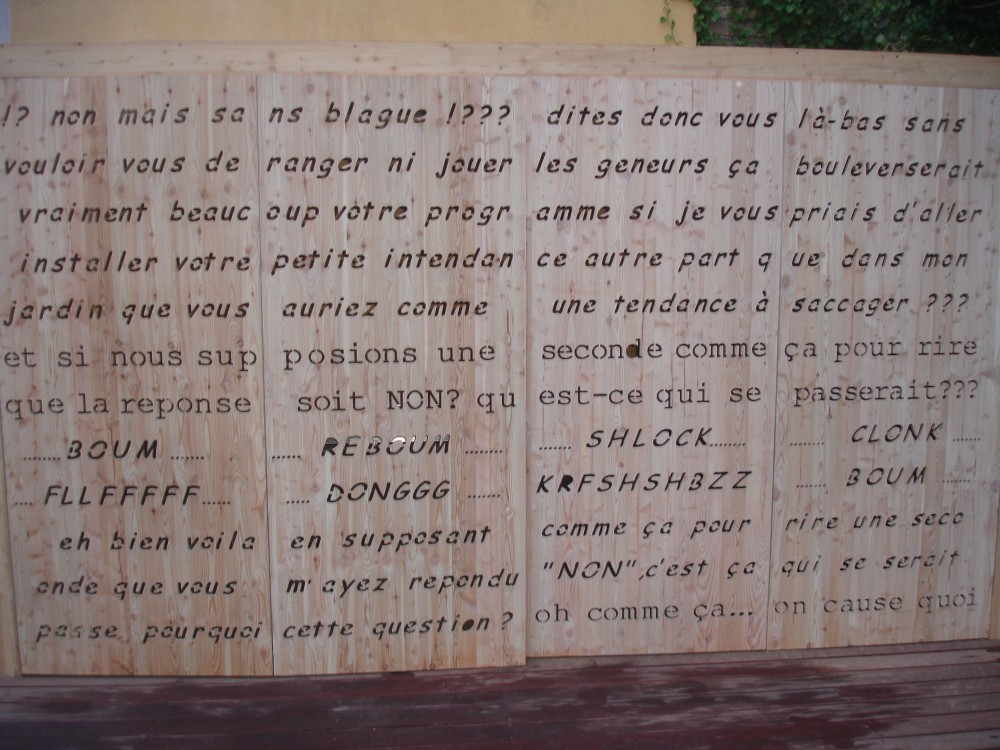 !? non mais sa ns blague !??? dites donc vous là-bas sans
vouloir vous de ranger ni jouer les geneurs ça bouleverserait
vraiment beauc oup votre progr amme si je vous priais d'aller
installer votre petite intendan ce autre part q ue dans mon
jardin que vous auriez comme une tendance à saccager ???
et si nous sup posions une seconde comme ça pour rire
que la reponse soit NON? qu est-ce qui se passerait???
........BOUM....... ......REBOUM........ .......SHLOCK........ ........CLONK.......
.....FLLFFFFF...... .....DONGGG....... KRFSHSHBZZ ......BOUM......
eh bien voila en supposant comme ça pour rire une seco
onde que vous m'ayez repondu "NON",c'est ça qui se serait
passe pourquoi cette question? oh comme ça... on cause quoi